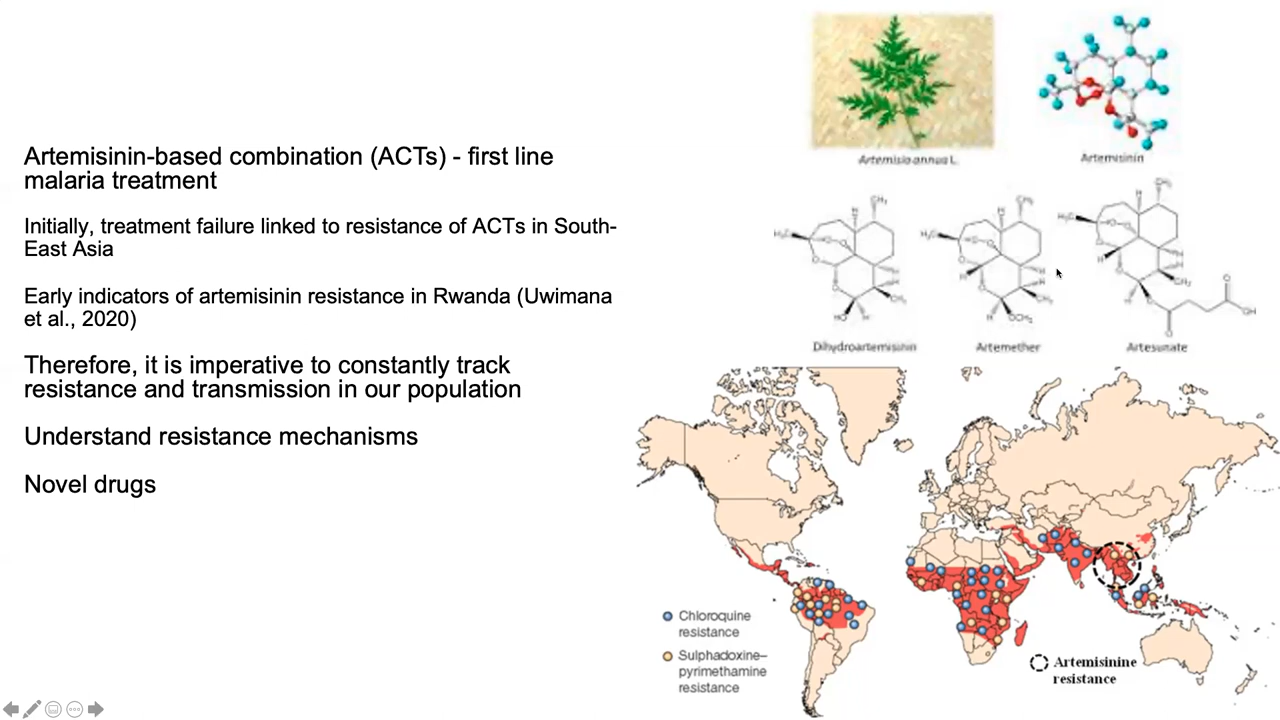 Artemisinin-based combination (ACTs) - first line
malaria treatment
Initially, treatment failure linked to resistance of ACTs in South-
East Asia
Early indicators of artemisinin resistance in Rwanda (Uwimana
et al., 2020)
Therefore, it is imperative to constantly track
resistance and transmission in our population
Understand resistance mechanisms
Novel drugs
Artemisia annua L.
Artemisinin
Dihydroartemisinin
Artemether
Artesunate
Chloroquine
resistance
Sulphadoxine–
pyrimethamine
resistance
Artemisinine
resistance